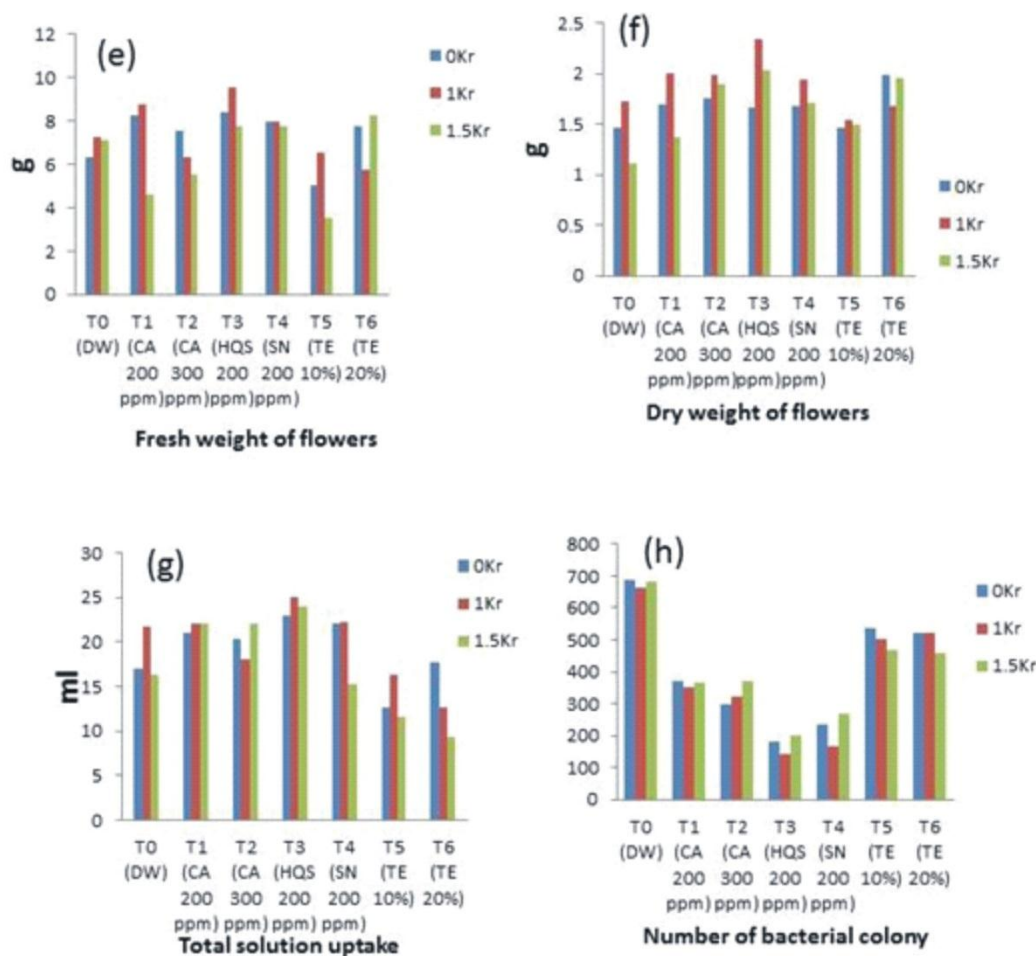 (e)
12
10
8
6
4
2
0
g
0Kr
1Kr
1.5Kr
T0 T1 T2 T3 T4 T5 T6
(DW) (CA (CA (HQS (SN (TE (TE
200 300 200 200 10%) 20%)
ppm) ppm) ppm) ppm)
Fresh weight of flowers
(f)
2.5
2
1.5
1
0.5
0
g
0Kr
1Kr
1.5Kr
T0 T1 T2 T3 T4 T5 T6
(DW) (CA (CA (HQS (SN (TE (TE
200 300 200 200 10%) 20%)
ppm) ppm) ppm) ppm)
Dry weight of flowers
(g)
30
25
20
15
10
5
0
ml
0Kr
1Kr
1.5Kr
T0 T1 T2 T3 T4 T5 T6
(DW) (CA (CA (HQS (SN (TE (TE
200 300 200 200 10%) 20%)
ppm) ppm) ppm) ppm)
Total solution uptake
(h)
800
700
600
500
400
300
200
100
0
0Kr
1Kr
1.5Kr
T0 T1 T2 T3 T4 T5 T6
(DW) (CA (CA (HQS (SN (TE (TE
200 300 200 200 10%) 20%)
ppm) ppm) ppm) ppm)
Number of bacterial colony